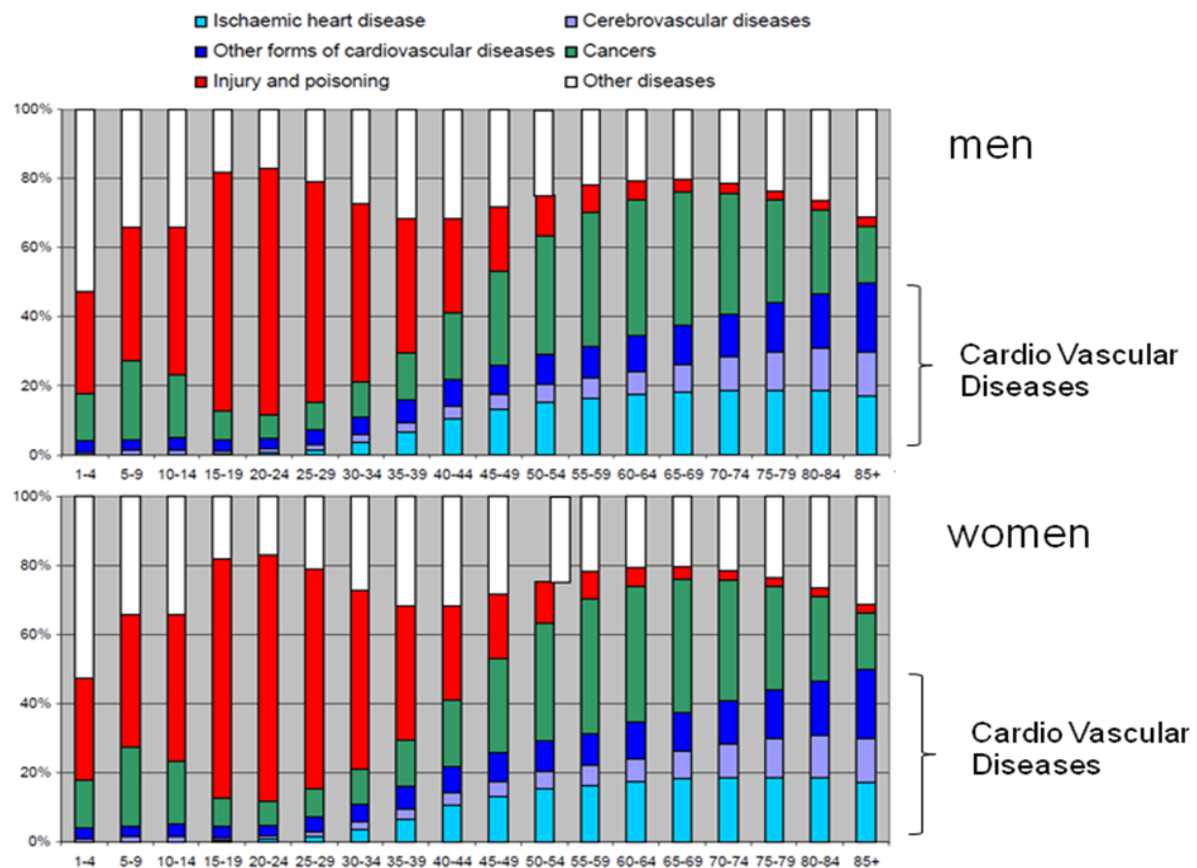 Ischaemic heart disease Cerebrovascular diseases
Other forms of cardiovascular diseases Cancers
Injury and poisoning Other diseases
100%
80%
60%
40%
20%
0%
1-4 5-9 10-14 15-19 20-24 25-29 30-34 35-39 40-44 45-49 50-54 55-59 60-64 65-69 70-74 75-79 80-84 85+
men
Cardio Vascular
Diseases
100%
80%
60%
40%
20%
0%
1-4 5-9 10-14 15-19 20-24 25-29 30-34 35-39 40-44 45-49 50-54 55-59 60-64 65-69 70-74 75-79 80-84 85+
women
Cardio Vascular
Diseases